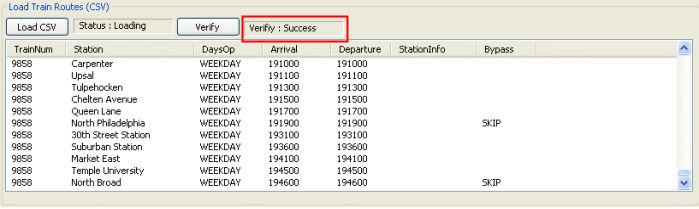 Load Train Routes (CSV)
Load CSV Status : Loading Verify Verifiy : Success
TrainNum Station DaysOp Arrival Departure StationInfo Bypass
9858 Carpenter WEEKDAY 191000 191000
9858 Upsal WEEKDAY 191100 191100
9858 Tulpehocken WEEKDAY 191300 191300
9858 Chelten Avenue WEEKDAY 191500 191500
9858 Queen Lane WEEKDAY 191700 191700
9858 North Philadelphia WEEKDAY 191900 191900 SKIP
9858 30th Street Station WEEKDAY 193100 193100
9858 Suburban Station WEEKDAY 193600 193600
9858 Market East WEEKDAY 194100 194100
9858 Temple University WEEKDAY 194500 194500
9858 North Broad WEEKDAY 194600 194600 SKIP